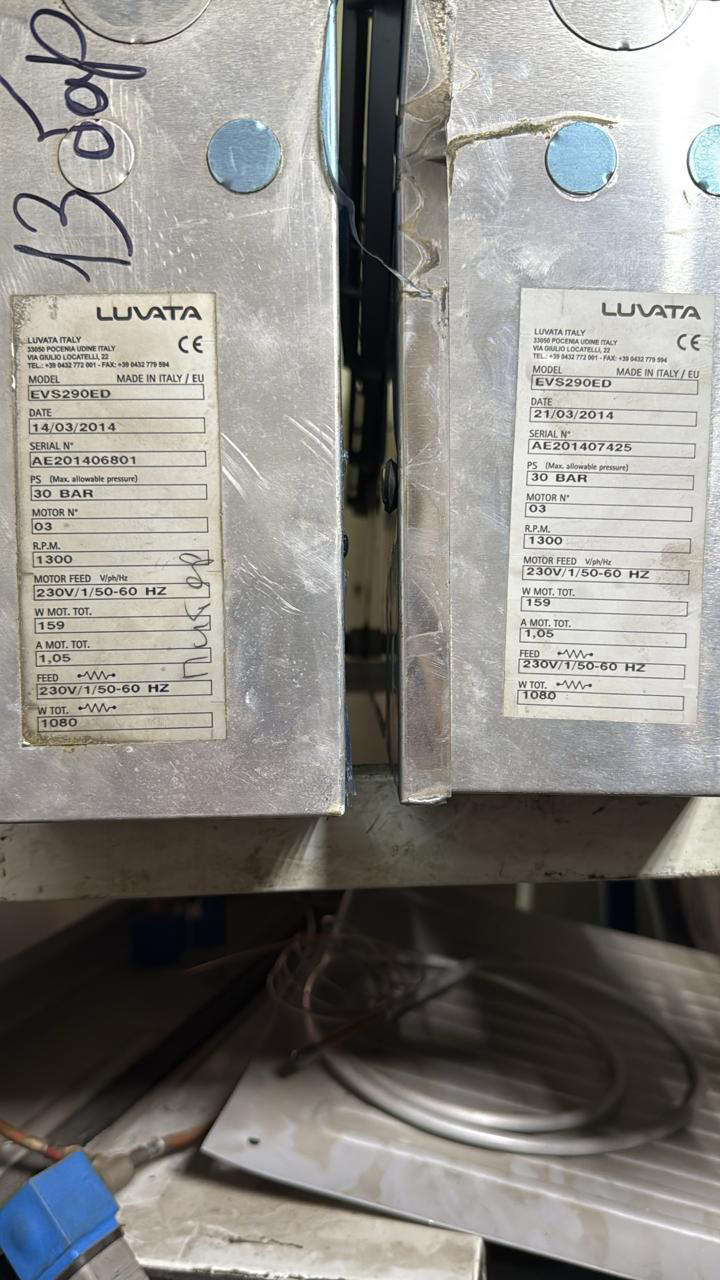 13 бар
LUVATA
LUVATA ITALY
33050 POCENIA UDINE ITALY
VIA GIULIO LOCATELLI, 22
TEL.: +39 0432 772 001 - FAX: +39 0432 779 594
CE
MODEL MADE IN ITALY / EU
EVS290ED
DATE
14/03/2014
SERIAL N°
AE201406801
PS (Max. allowable pressure)
30 BAR
MOTOR N°
03
R.P.M.
1300
MOTOR FEED V/ph/Hz
230V/1/50-60 HZ
W MOT. TOT.
159
A MOT. TOT.
1,05
FEED
230V/1/50-60 HZ
W TOT.
1080
LUVATA
LUVATA ITALY
33050 POCENIA UDINE ITALY
VIA GIULIO LOCATELLI, 22
TEL.: +39 0432 772 001 - FAX: +39 0432 779 594
CE
MODEL MADE IN ITALY / EU
EVS290ED
DATE
21/03/2014
SERIAL N°
AE201407425
PS (Max. allowable pressure)
30 BAR
MOTOR N°
03
R.P.M.
1300
MOTOR FEED V/ph/Hz
230V/1/50-60 HZ
W MOT. TOT.
159
A MOT. TOT.
1,05
FEED
230V/1/50-60 HZ
W TOT.
1080